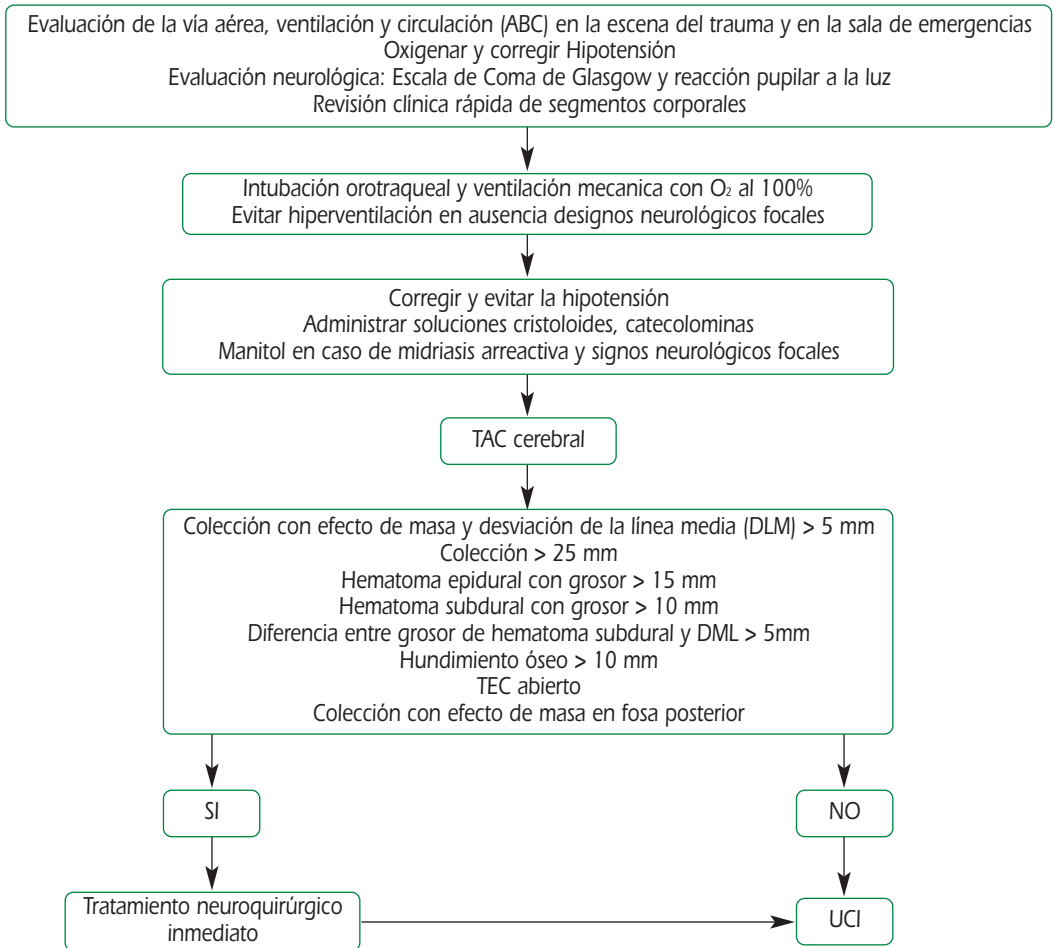 Evaluación de la vía aérea, ventilación y circulación (ABC) en la escena del trauma y en la sala de emergencias
Oxigenar y corregir Hipotensión
Evaluación neurológica: Escala de Coma de Glasgow y reacción pupilar a la luz
Revisión clínica rápida de segmentos corporales
Intubación orotraqueal y ventilación mecanica con O₂ al 100%
Evitar hiperventilación en ausencia designos neurológicos focales
Corregir y evitar la hipotensión
Administrar soluciones cristoloides, catecolominas
Manitol en caso de midriasis arreactiva y signos neurológicos focales
TAC cerebral
Colección con efecto de masa y desviación de la línea media (DLM) > 5 mm
Colección > 25 mm
Hematoma epidural con grosor > 15 mm
Hematoma subdural con grosor > 10 mm
Diferencia entre grosor de hematoma subdural y DML > 5mm
Hundimiento óseo > 10 mm
TEC abierto
Colección con efecto de masa en fosa posterior
SI
NO
Tratamiento neuroquirúrgico
inmediato
UCI